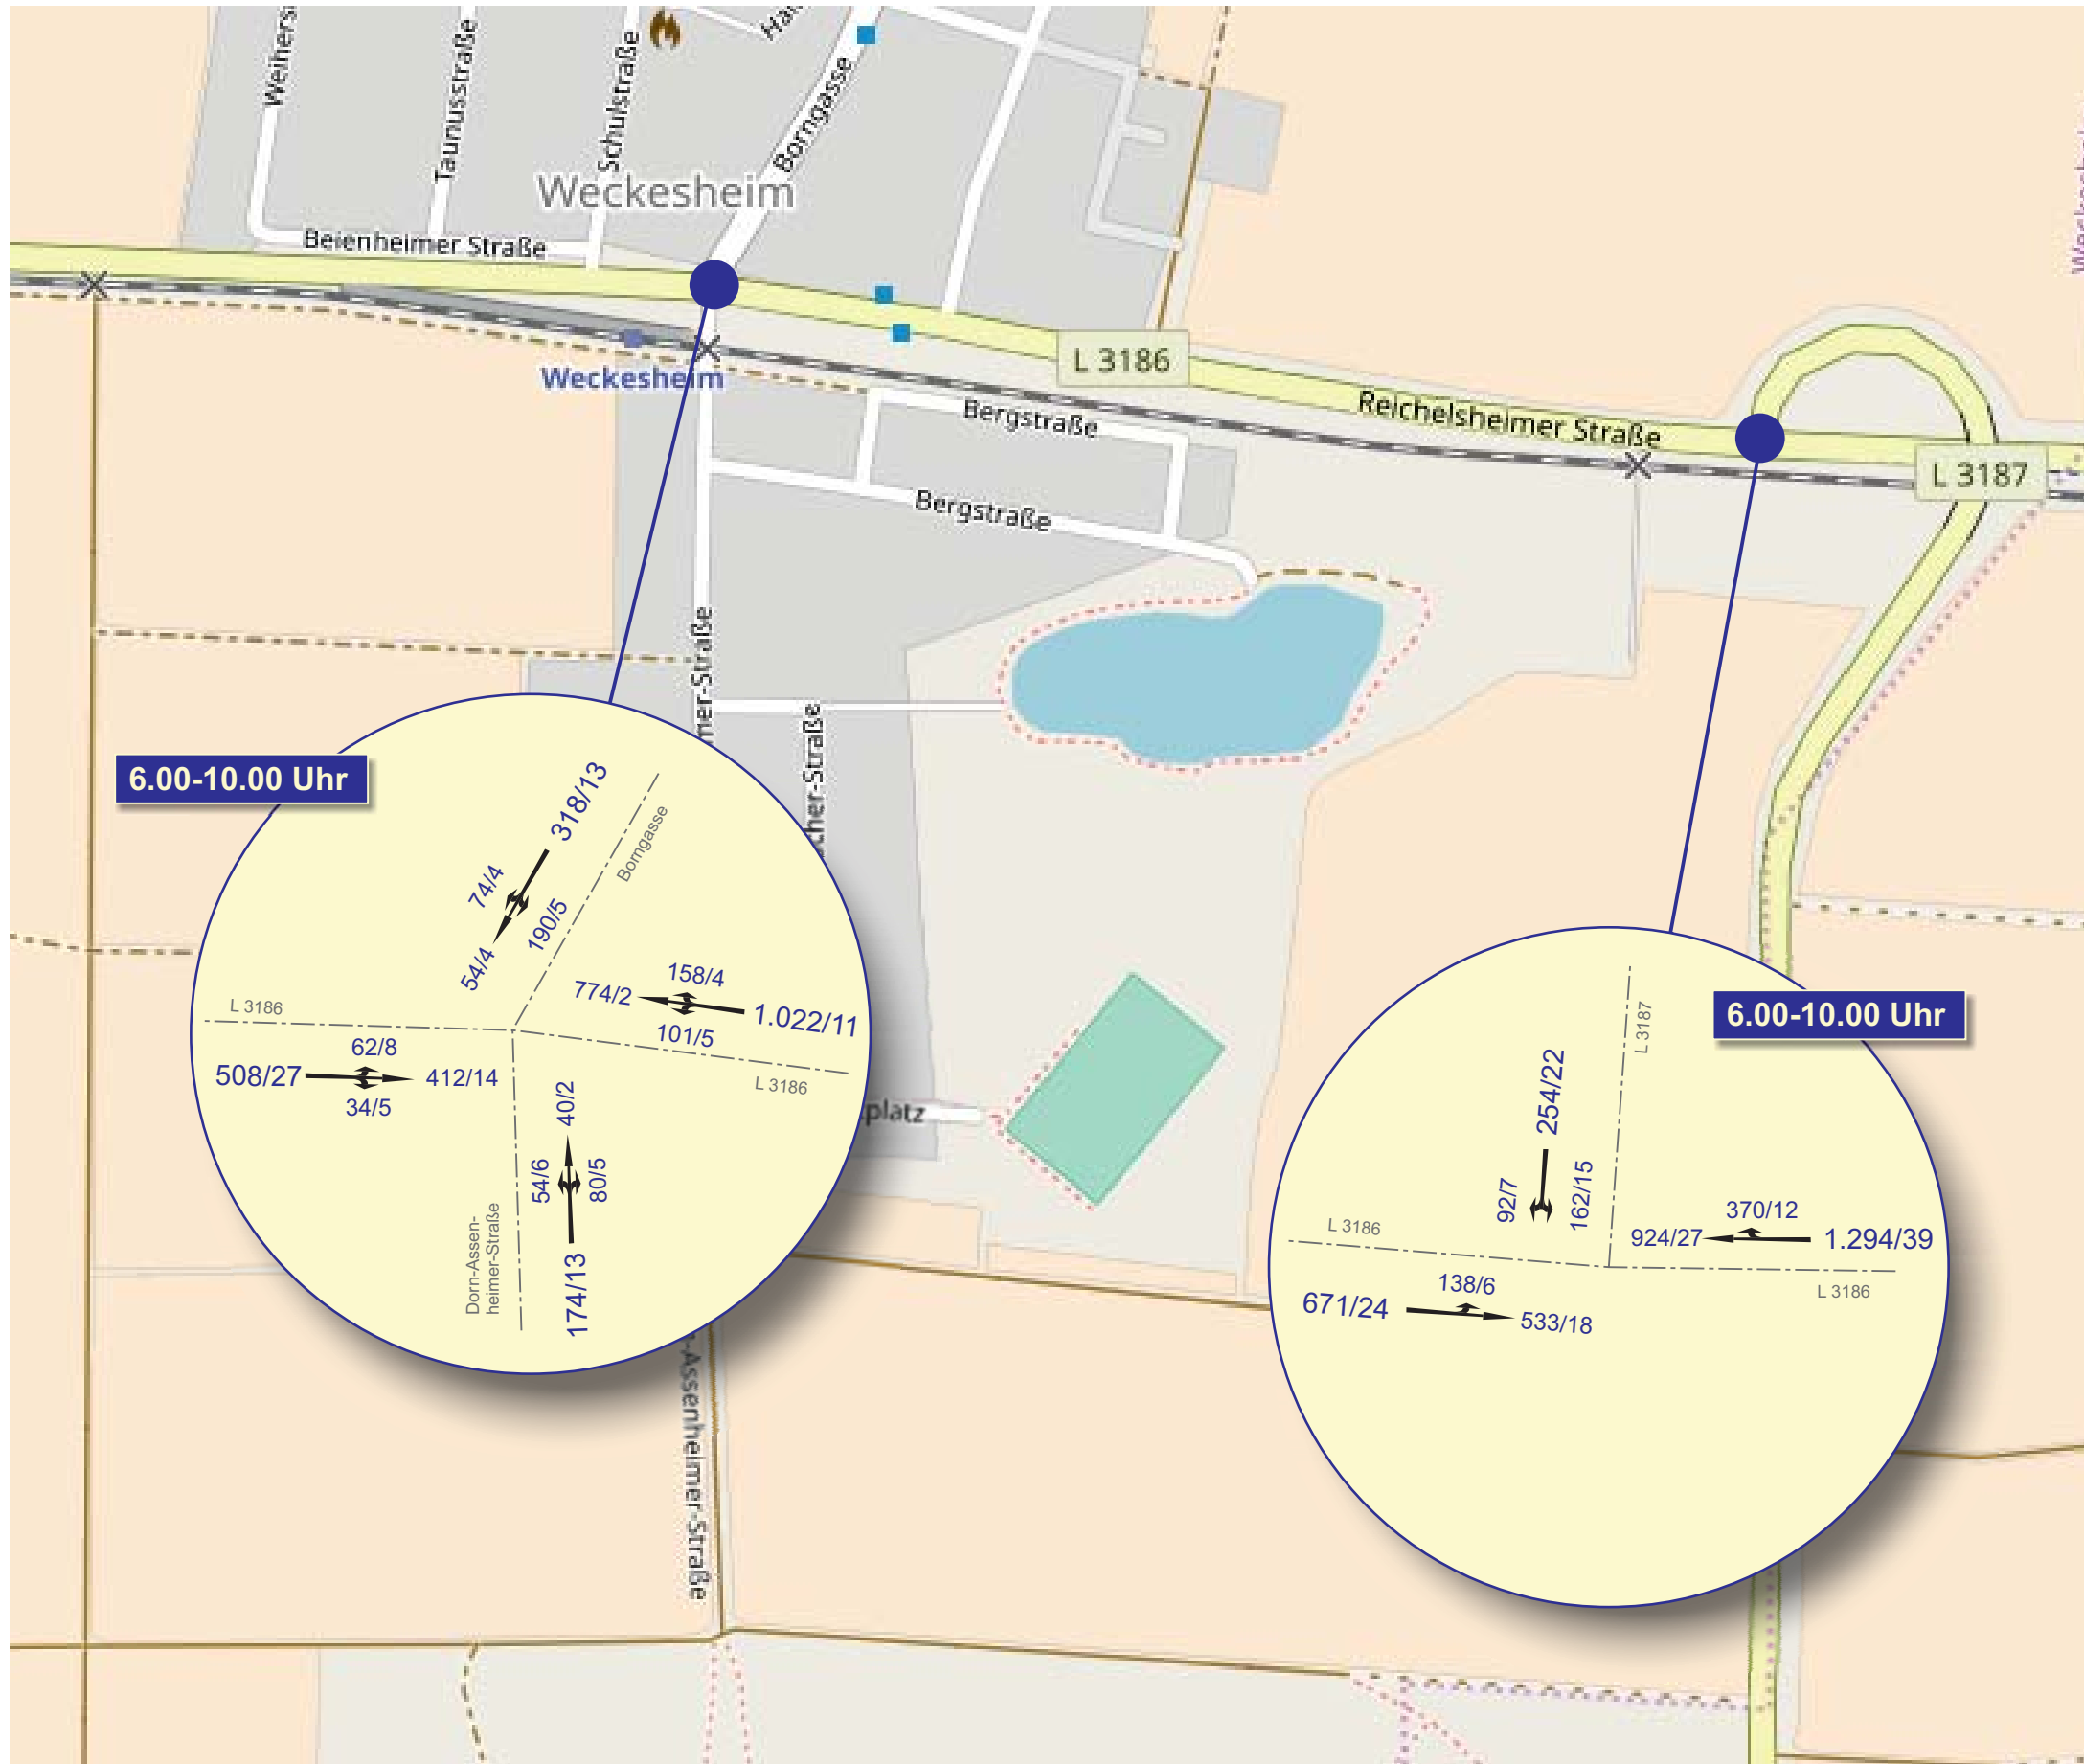 Taunusstraße
Schulstraße
Borngasse
Weckesheim
Beienheimer Straße
L 3186
Weckesheim
Reichelsheimer Straße
Bergstraße
L 3187
Bergstraße
6.00-10.00 Uhr
318/13
74/4
Borngasse
190/5
54/4
158/4
774/2
1.022/11
101/5
L 3186
L 3186
62/8
508/27
412/14
34/5
40/2
54/6
80/5
Dorn-Assen-
heimer-Straße
174/13
platz
6.00-10.00 Uhr
L 3187
254/22
92/7
162/15
370/12
924/27
1.294/39
L 3186
L 3186
138/6
671/24
533/18
-Assenheimer-Straße